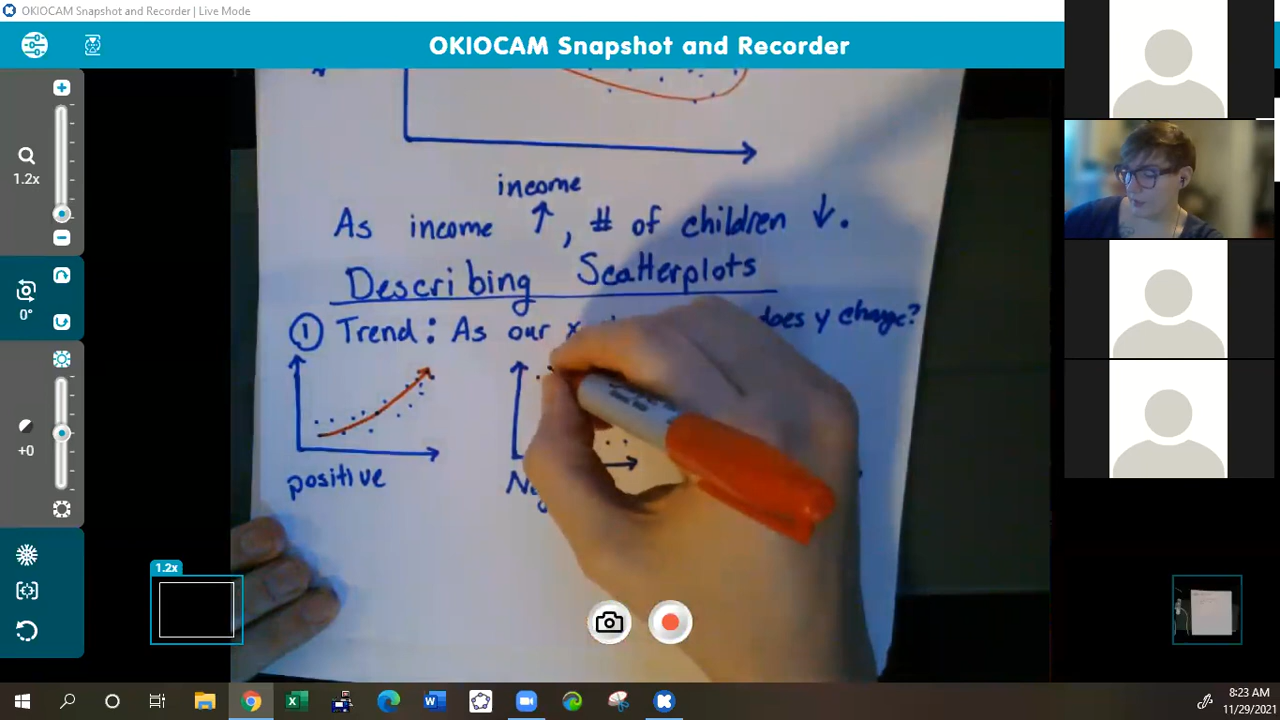 OKIOCAM Snapshot and Recorder | Live Mode
OKIOCAM Snapshot and Recorder
1.2x
0°
+0
income
As income ↑, # of children ↓.
Describing Scatterplots
① Trend: As our x does y change?
positive
1.2x
8:23 AM
11/29/2021